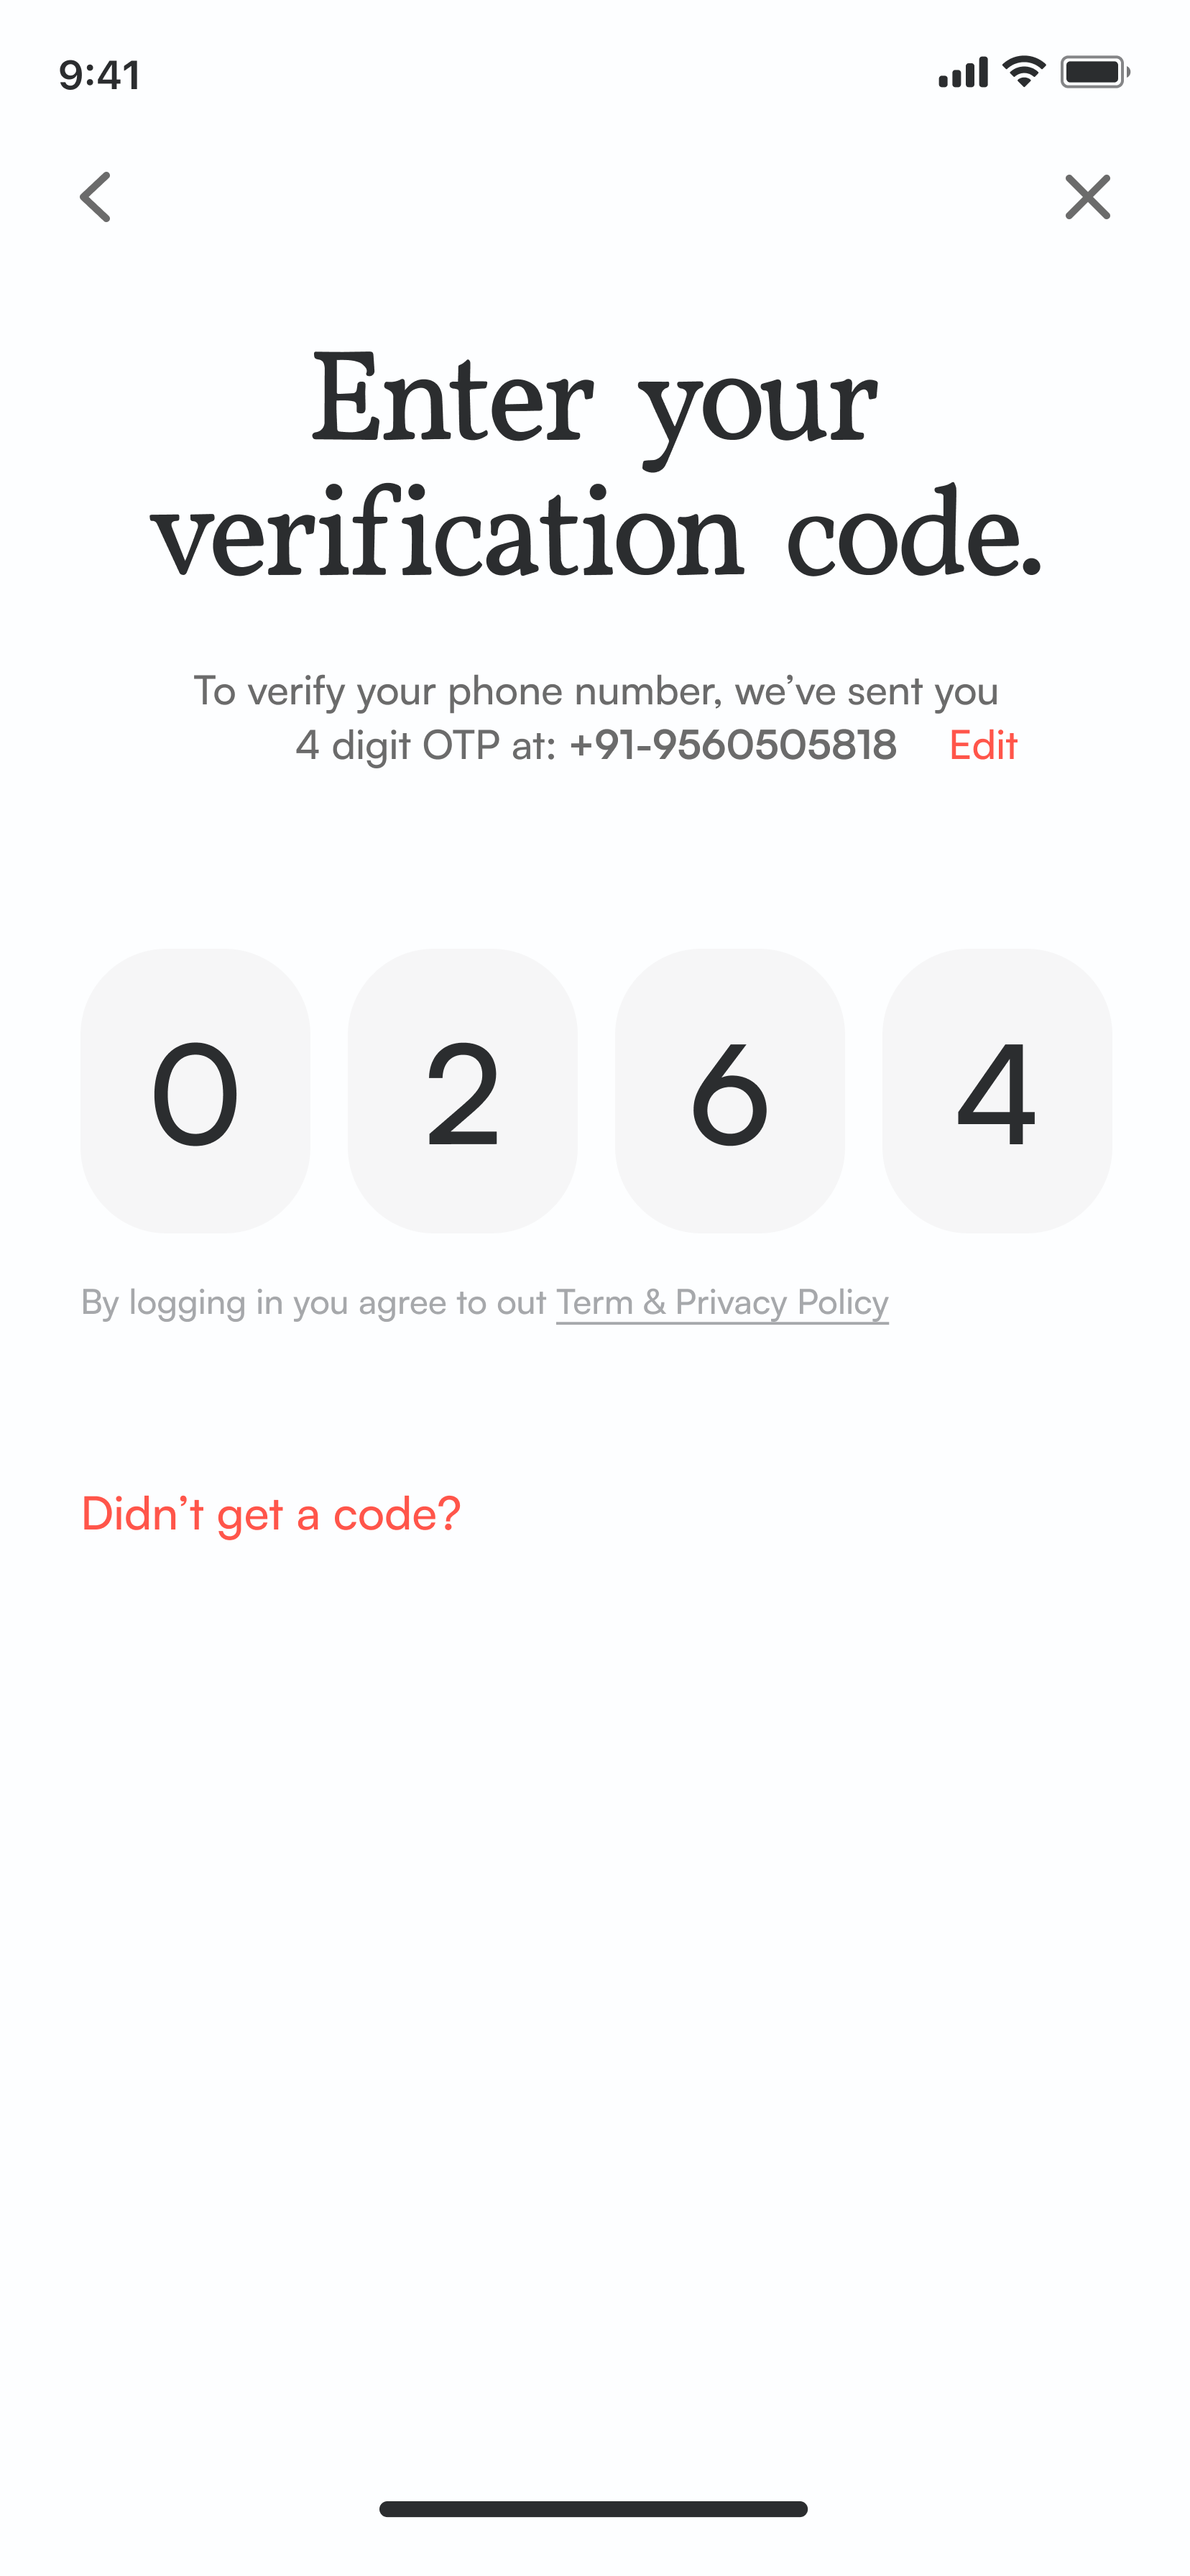 9:41
Enter your
verification code.
To verify your phone number, we’ve sent you
4 digit OTP at: +91-9560505818 Edit
0 2 6 4
By logging in you agree to out Term & Privacy Policy
Didn’t get a code?